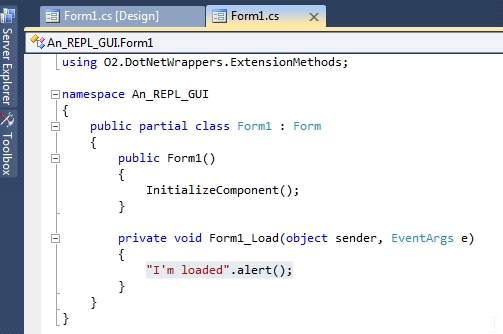 Form1.cs [Design]
Form1.cs
Server Explorer
Toolbox
An_REPL_GUI.Form1
using O2.DotNetWrappers.ExtensionMethods;
namespace An_REPL_GUI
{
public partial class Form1 : Form
{
public Form1()
{
InitializeComponent();
}
private void Form1_Load(object sender, EventArgs e)
{
"I'm loaded".alert();
}
}
}